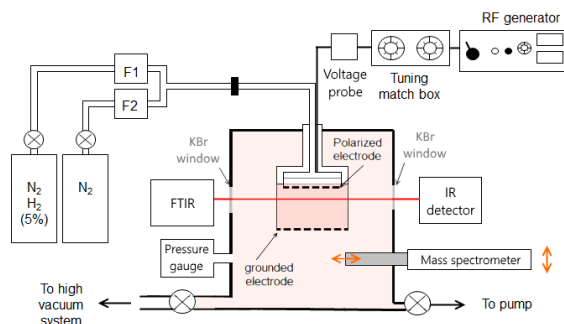 RF generator
F1
F2
Voltage
probe
Tuning
match box
KBr
window
Polarized
electrode
KBr
window
N2
H2
(5%)
N2
FTIR
IR
detector
Pressure
gauge
grounded
electrode
Mass spectrometer
To high
vacuum
system
To pump